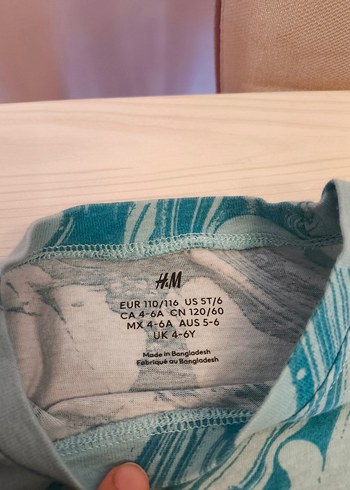 H&M
EUR 110/116 US 5T/6
CA 4-6A CN 120/60
MX 4-6A AUS 5-6
UK 4-6Y
Made in Bangladesh
Fabriqué au Bangladesh